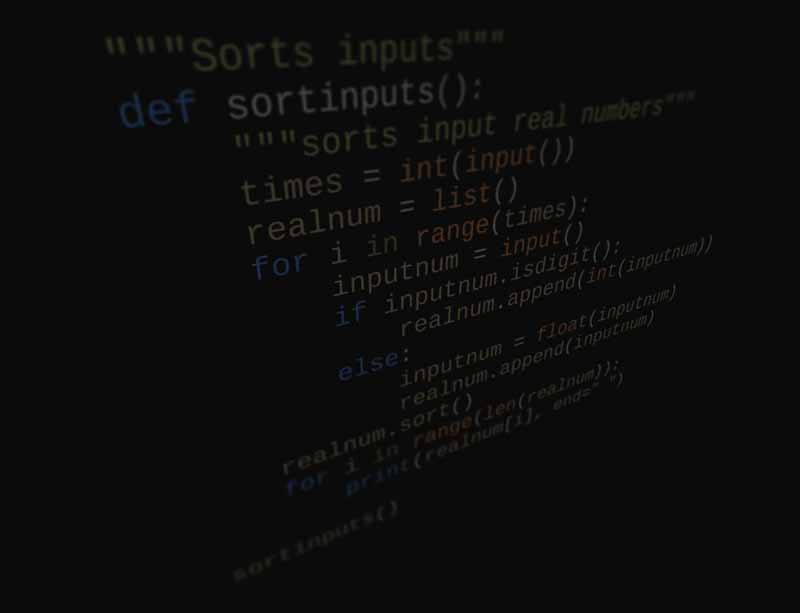 """Sorts inputs"""
def sortinputs():
"""sorts input real numbers"""
times = int(input())
realnum = list()
for i in range(times):
inputnum = input()
if inputnum.isdigit():
realnum.append(int(inputnum))
else:
inputnum = float(inputnum)
realnum.append(inputnum)
realnum.sort()
for i in range(len(realnum)):
print(realnum[i], end=" ")
sortinputs()